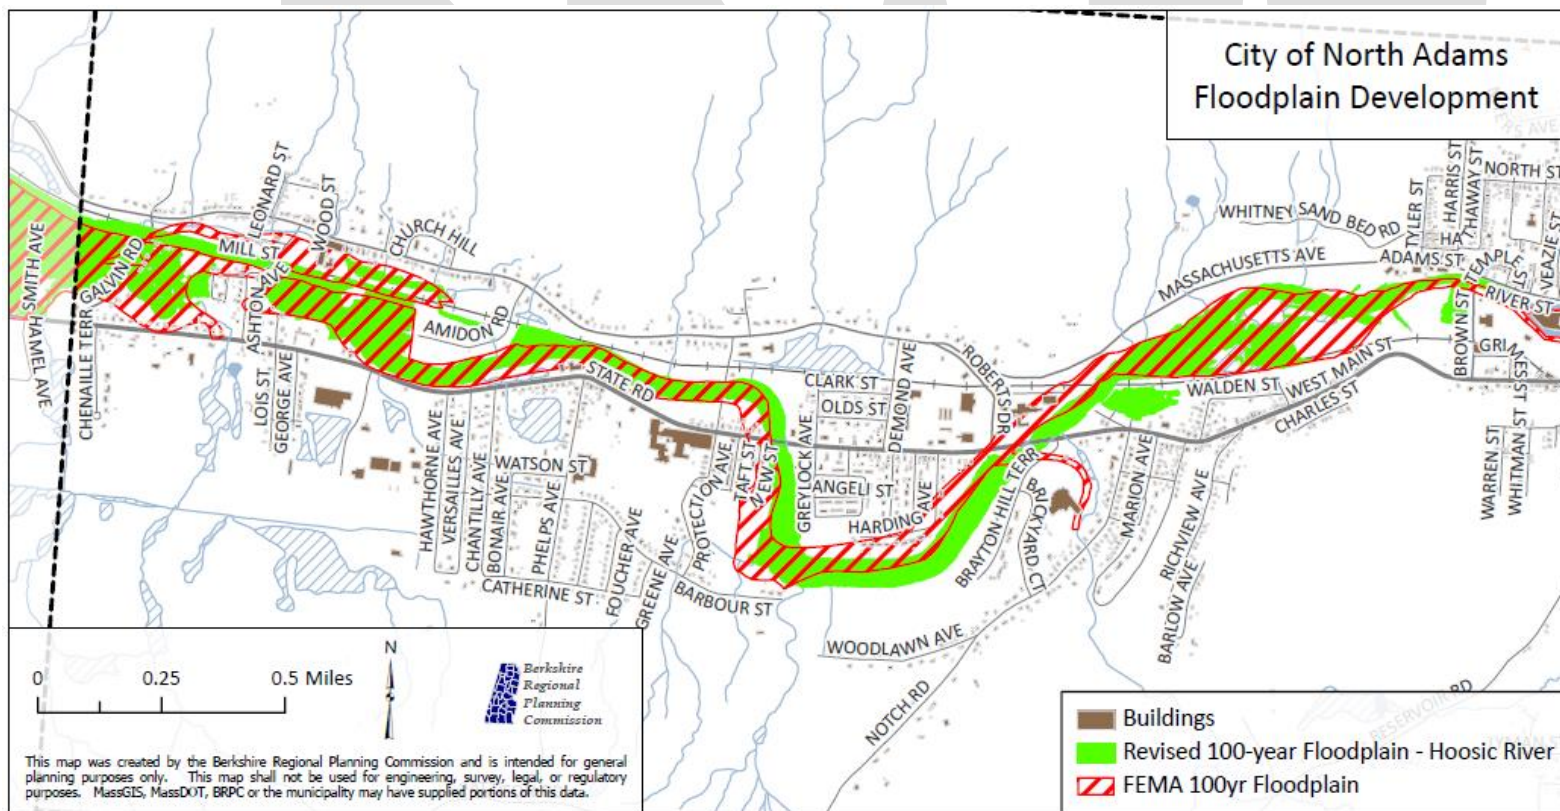 City of North Adams
Floodplain Development
NORTH ST
HARRIS ST
HATHAWAY ST
TYLER ST
VEAZIE ST
WHITNEY SAND BED RD
MASSACHUSETTS AVE
ADAMS ST
TEMPLE ST
RIVER ST
BROWN ST
LEONARD ST
WOOD ST
CHURCH HILL
MILL ST
GALVIN RD
SMITH AVE
HAMEL AVE
CHENAILLE TERR
ASHTON AVE
AMIDON RD
LOIS ST
GEORGE AVE
STATE RD
CLARK ST
OLDS ST
DEMOND AVE
ROBERTS DR
WALDEN ST
WEST MAIN ST
CHARLES ST
HAWTHORNE AVE
VERSAILLES AVE
CHANTILLY AVE
BONAIR AVE
WATSON ST
PHELPS AVE
CATHERINE ST
FOUCHER AVE
GREENE AVE
PROTECTION AVE
TAFT ST
NEW ST
GREYLOCK AVE
ANGELI ST
HARDING AVE
BARBOUR ST
BRAYTON HILL TERR
BRICKYARD CT
MARION AVE
RICHVIEW AVE
BARLOW AVE
WARREN ST
WHITMAN ST
WOODLAWN AVE
NOTCH RD
RESERVOIR RD
N
0 0.25 0.5 Miles
Berkshire
Regional
Planning
Commission
This map was created by the Berkshire Regional Planning Commission and is intended for general
planning purposes only. This map shall not be used for engineering, survey, legal, or regulatory
purposes. MassGIS, MassDOT, BRPC or the municipality may have supplied portions of this data.
Buildings
Revised 100-year Floodplain - Hoosic River
FEMA 100yr Floodplain